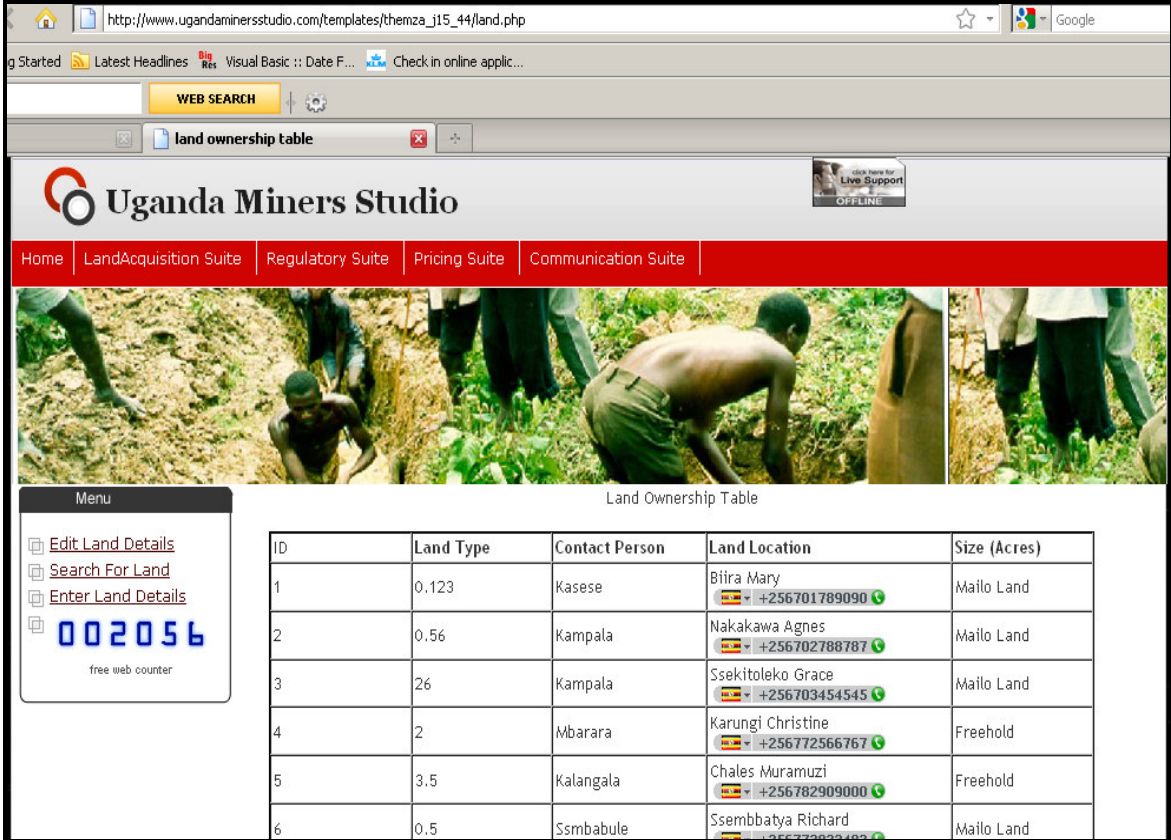 http://www.ugandaminersstudio.com/templates/themza_j15_44/land.php
Google
g Started Latest Headlines Big Res Visual Basic :: Date F... KLM Check in online applic...
WEB SEARCH
land ownership table
Uganda Miners Studio
click here for
Live Support
OFFLINE
Home LandAcquisition Suite Regulatory Suite Pricing Suite Communication Suite
Menu
Edit Land Details
Search For Land
Enter Land Details
002056
free web counter
Land Ownership Table
ID Land Type Contact Person Land Location Size (Acres)
1 0.123 Kasese Biira Mary +256701789090 Mailo Land
2 0.56 Kampala Nakakawa Agnes +256702788787 Mailo Land
3 26 Kampala Ssekitoleko Grace +256703454545 Mailo Land
4 2 Mbarara Karungi Christine +256772566767 Freehold
5 3.5 Kalangala Chales Muramuzi +256782909000 Freehold
6 0.5 Ssmbabule Ssembbatya Richard Mailo Land